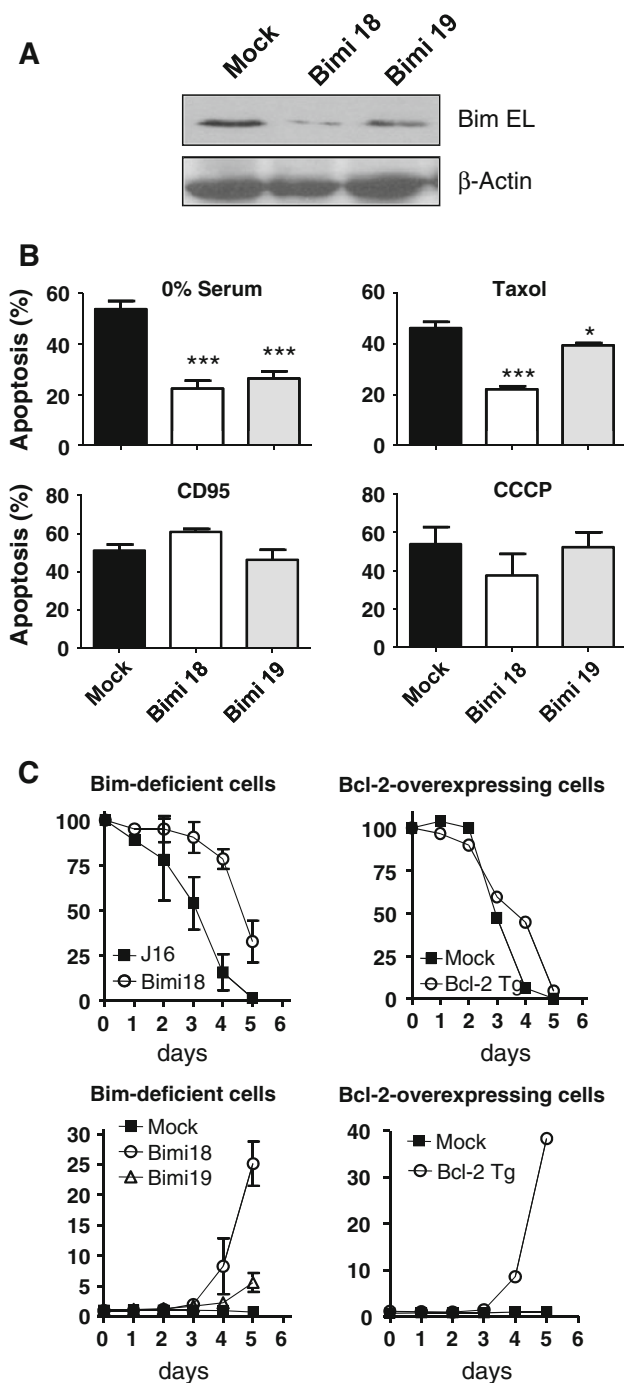 A
Mock Bimi 18 Bimi 19
Bim EL
β-Actin
B
0% Serum
Apoptosis (%)
60
40
20
0
***
***
Taxol
60
40
20
0
***
*
CD95
Apoptosis (%)
80
60
40
20
0
Mock Bimi 18 Bimi 19
CCCP
80
60
40
20
0
Mock Bimi 18 Bimi 19
C
Bim-deficient cells
100
75
50
25
0
J16
Bimi18
0 1 2 3 4 5 6
days
Bcl-2-overexpressing cells
100
75
50
25
0
Mock
Bcl-2 Tg
0 1 2 3 4 5 6
days
Bim-deficient cells
30
25
20
15
10
5
0
Mock
Bimi18
Bimi19
0 1 2 3 4 5 6
days
Bcl-2-overexpressing cells
40
30
20
10
0
Mock
Bcl-2 Tg
0 1 2 3 4 5 6
days